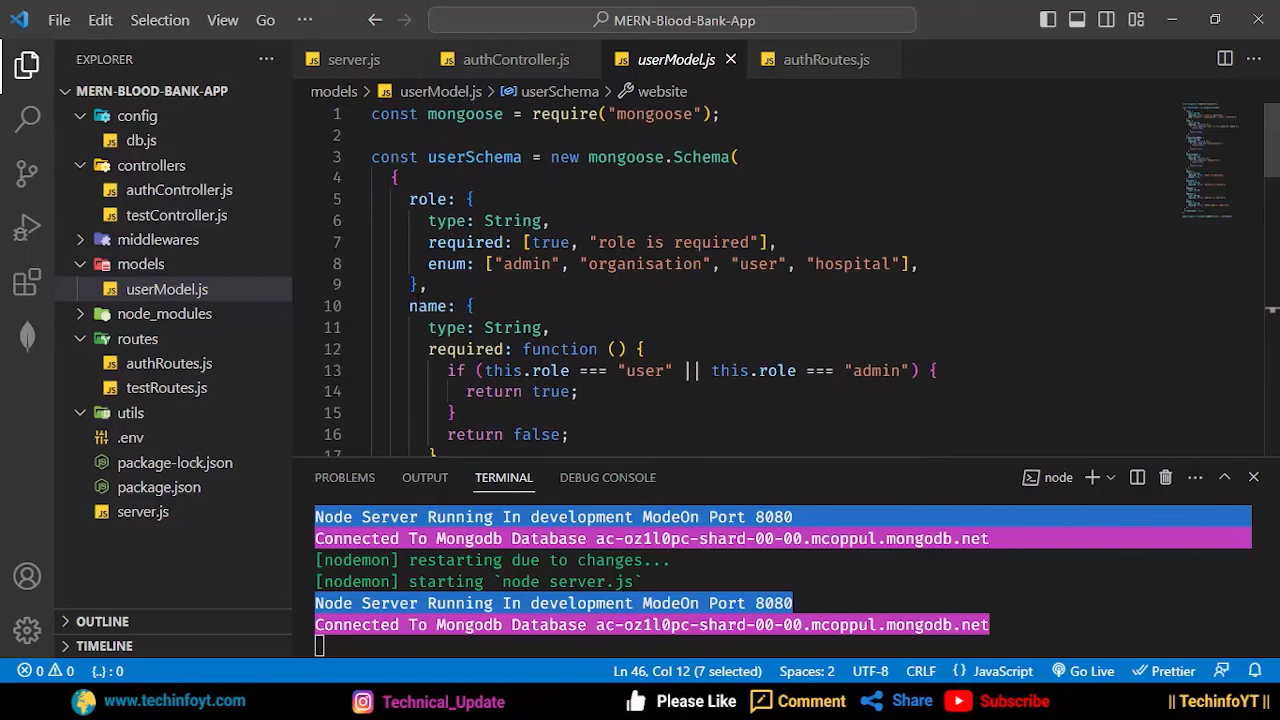 File Edit Selection View Go ··· MERN-Blood-Bank-App
EXPLORER ···
server.js authController.js userModel.js authRoutes.js ···
MERN-BLOOD-BANK-APP
models > userModel.js > userSchema > website
config
db.js
controllers
authController.js
testController.js
middlewares
models
userModel.js
node_modules
routes
authRoutes.js
testRoutes.js
utils
.env
package-lock.json
package.json
server.js
OUTLINE
TIMELINE
1 const mongoose = require("mongoose");
2
3 const userSchema = new mongoose.Schema(
4 {
5 role: {
6 type: String,
7 required: [true, "role is required"],
8 enum: ["admin", "organisation", "user", "hospital"],
9 },
10 name: {
11 type: String,
12 required: function () {
13 if (this.role === "user" || this.role === "admin") {
14 return true;
15 }
16 return false;
17 }
PROBLEMS OUTPUT TERMINAL DEBUG CONSOLE node ···
Node Server Running In development ModeOn Port 8080
Connected To Mongodb Database ac-oz1l0pc-shard-00-00.mcoppul.mongodb.net
[nodemon] restarting due to changes...
[nodemon] starting `node server.js`
Node Server Running In development ModeOn Port 8080
Connected To Mongodb Database ac-oz1l0pc-shard-00-00.mcoppul.mongodb.net
0 0 {..} : 0 Ln 46, Col 12 (7 selected) Spaces: 2 UTF-8 CRLF {} JavaScript Go Live Prettier
www.techinfoyt.com Technical_Update Please Like Comment Share Subscribe || TechinfoYT ||